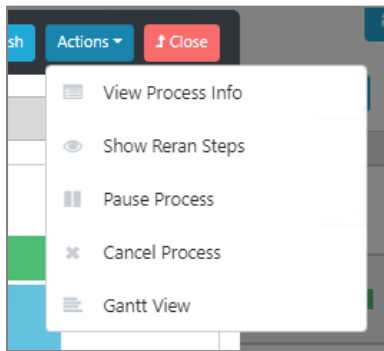 sh Actions Close
View Process Info
Show Reran Steps
Pause Process
Cancel Process
Gantt View